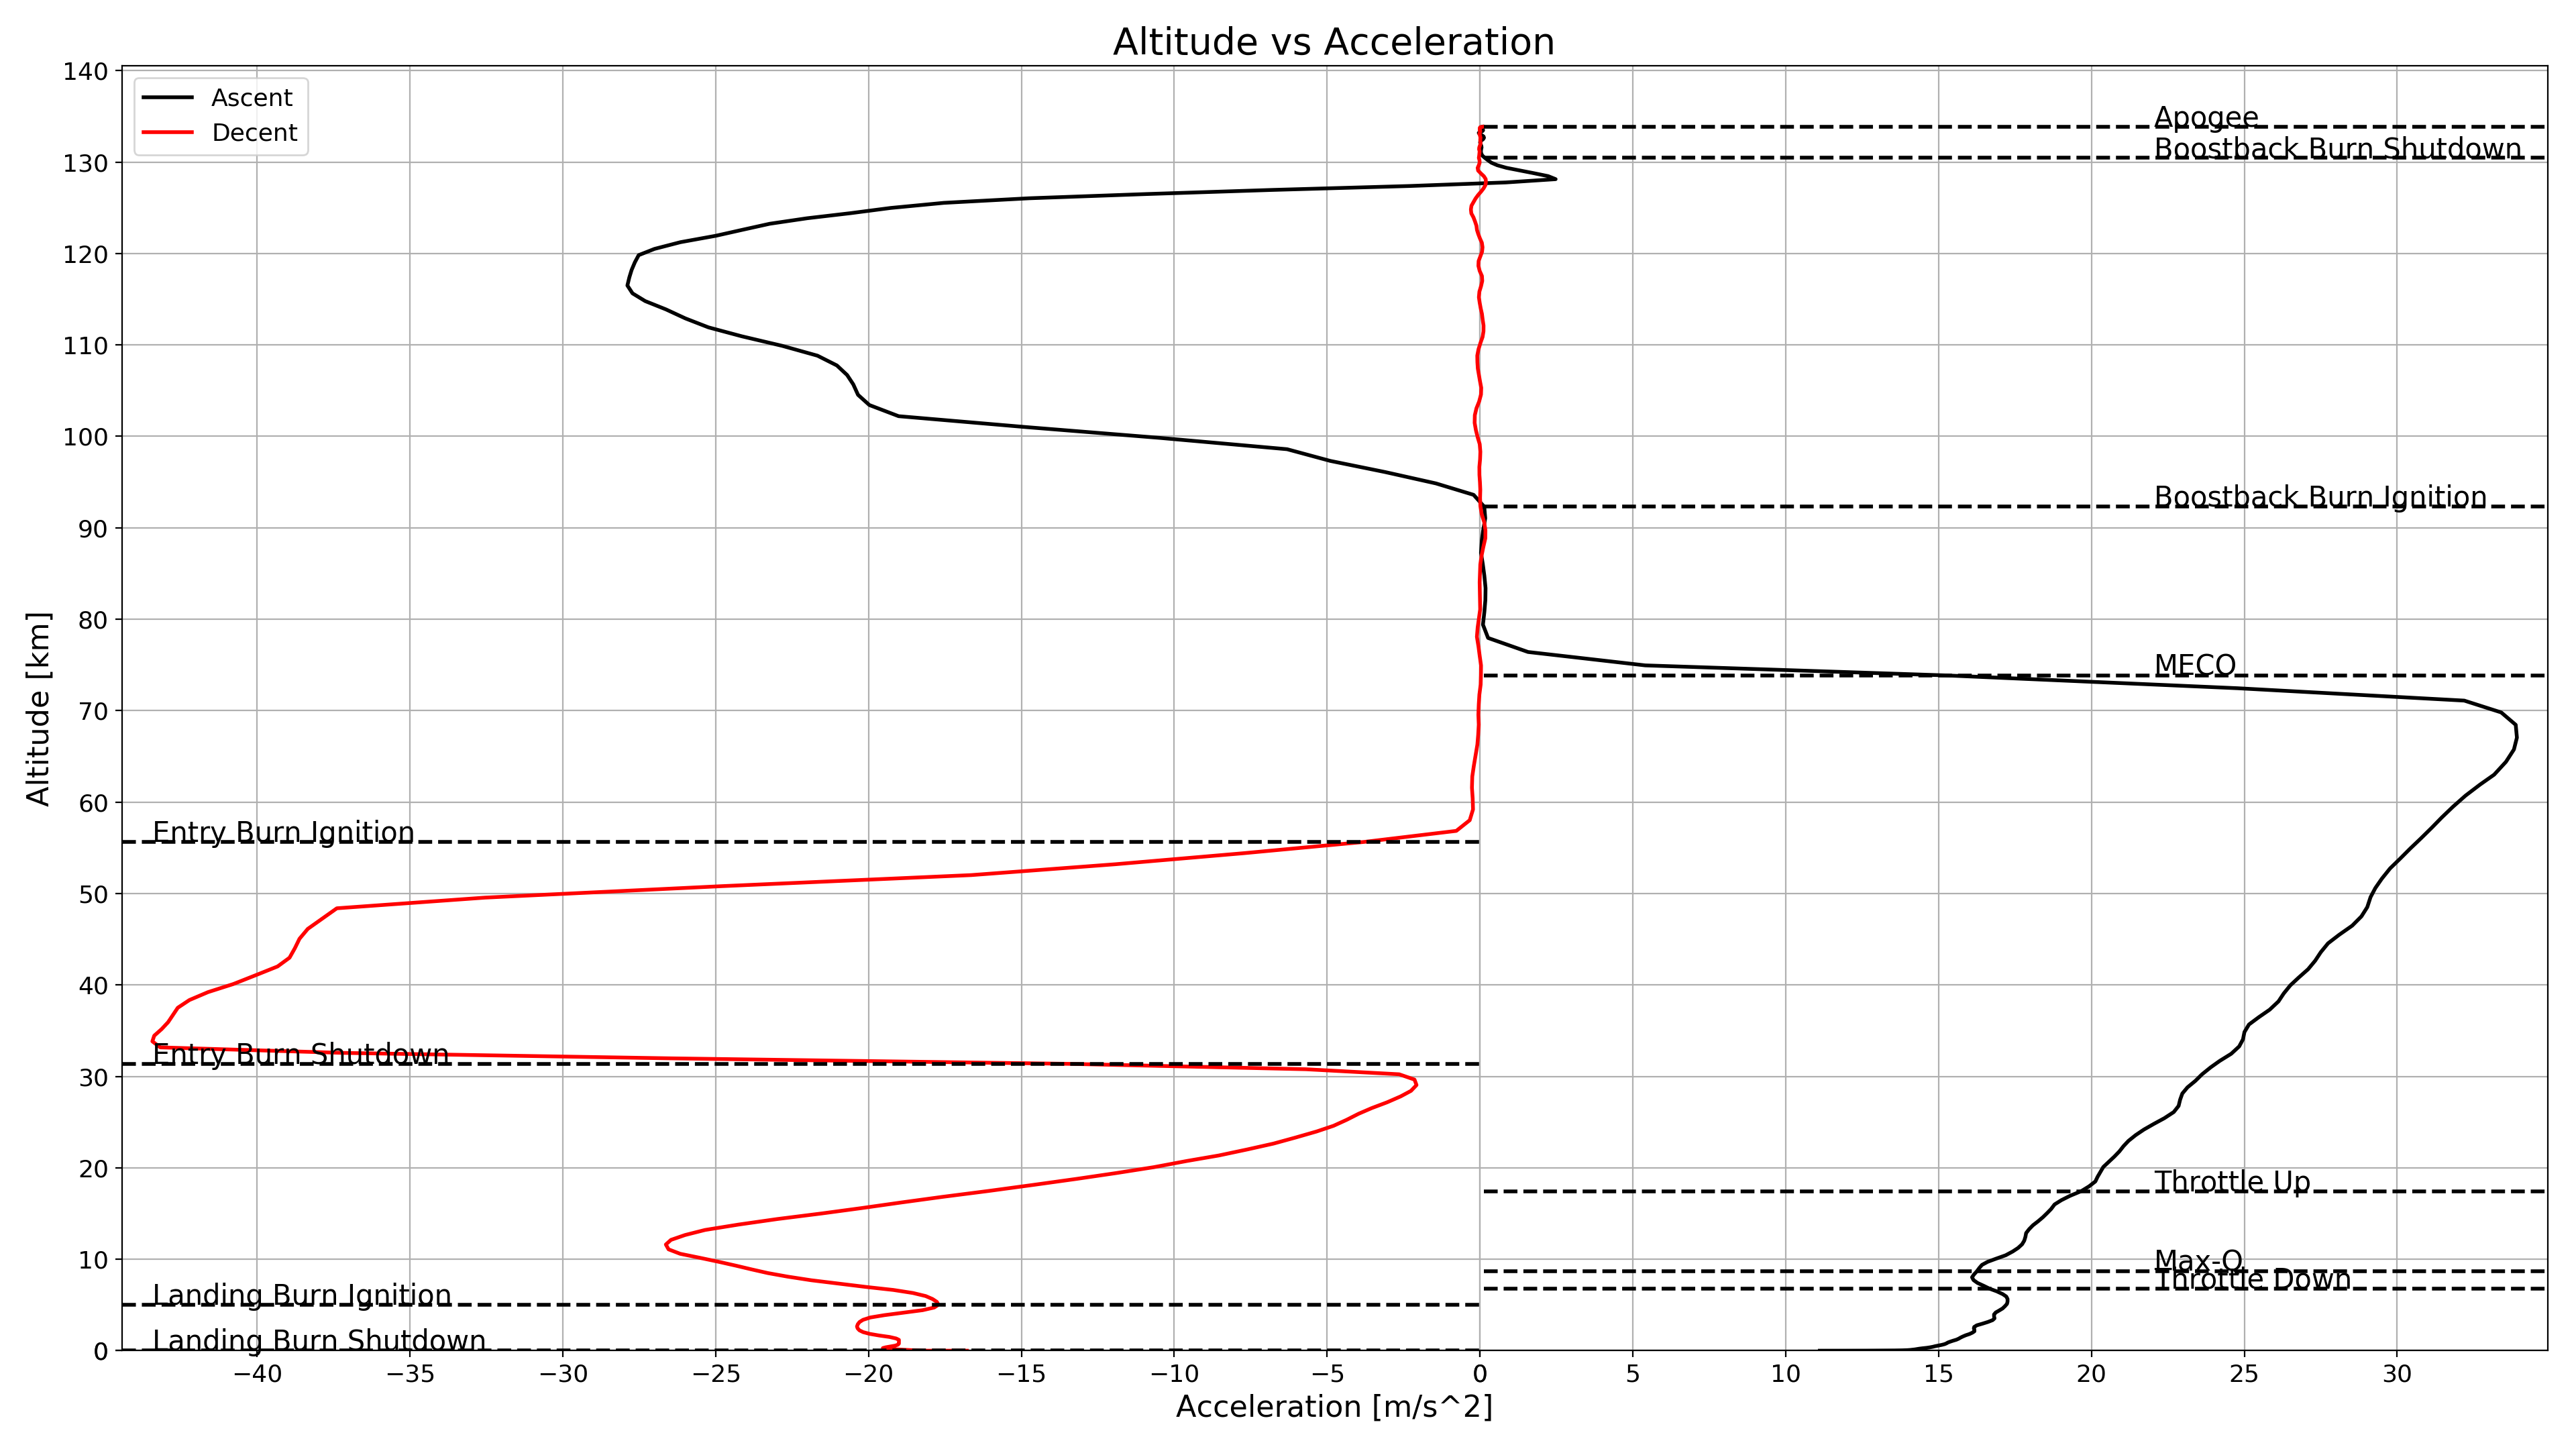 Altitude vs Acceleration
Ascent
Decent
140
130
120
110
100
90
80
70
60
50
40
30
20
10
0
Altitude [km]
Apogee
Boostback Burn Shutdown
Boostback Burn Ignition
MECO
Entry Burn Ignition
Entry Burn Shutdown
Throttle Up
Max-Q
Throttle Down
Landing Burn Ignition
Landing Burn Shutdown
−40 −35 −30 −25 −20 −15 −10 −5 0 5 10 15 20 25 30
Acceleration [m/s^2]